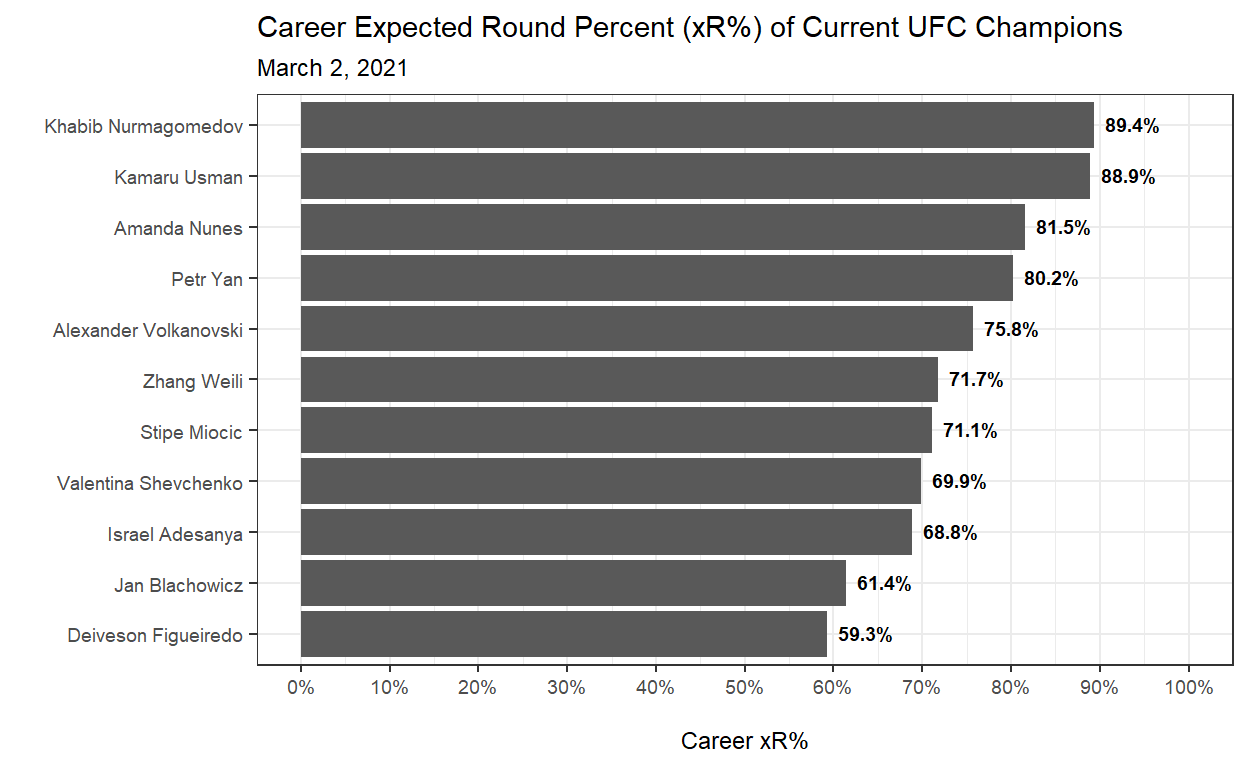 Career Expected Round Percent (xR%) of Current UFC Champions
March 2, 2021
Khabib Nurmagomedov 89.4%
Kamaru Usman 88.9%
Amanda Nunes 81.5%
Petr Yan 80.2%
Alexander Volkanovski 75.8%
Zhang Weili 71.7%
Stipe Miocic 71.1%
Valentina Shevchenko 69.9%
Israel Adesanya 68.8%
Jan Blachowicz 61.4%
Deiveson Figueiredo 59.3%
0% 10% 20% 30% 40% 50% 60% 70% 80% 90% 100%
Career xR%